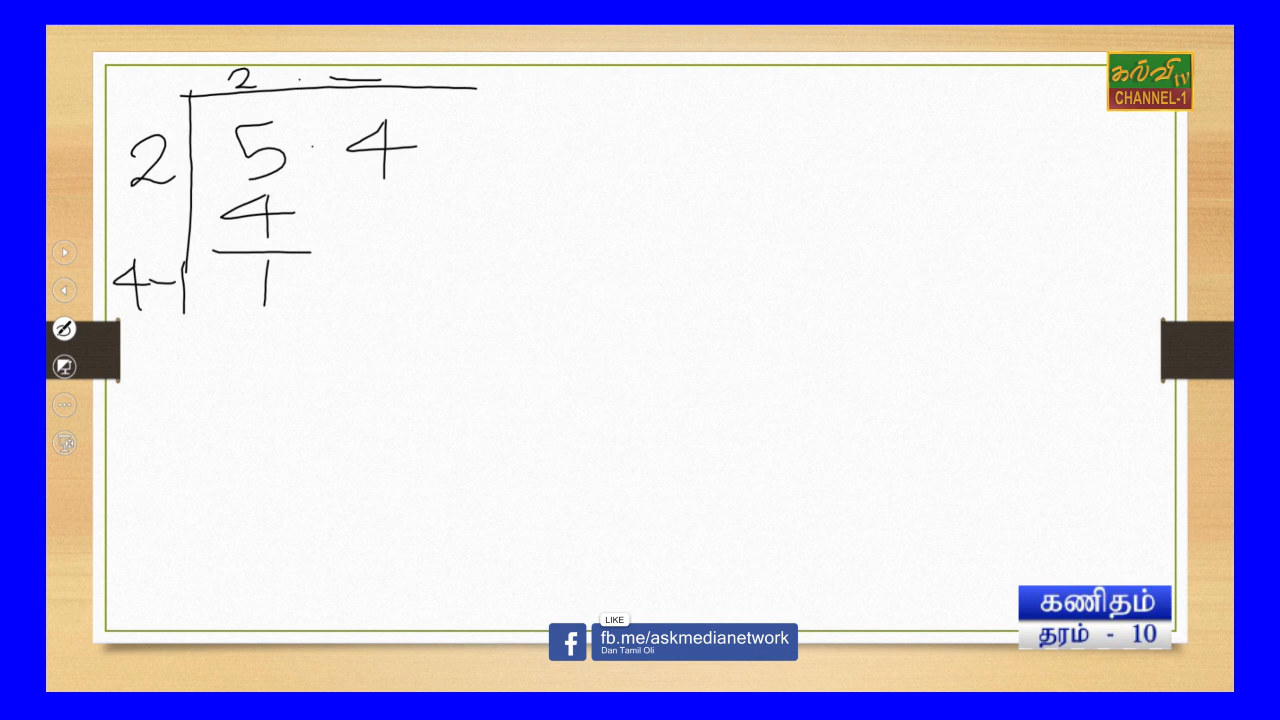 2 . —
2 5 . 4
4
4 – 1
கல்வி tv
CHANNEL-1
LIKE
f fb.me/askmedianetwork
Dan Tamil Oli
கணிதம்
தரம் - 10